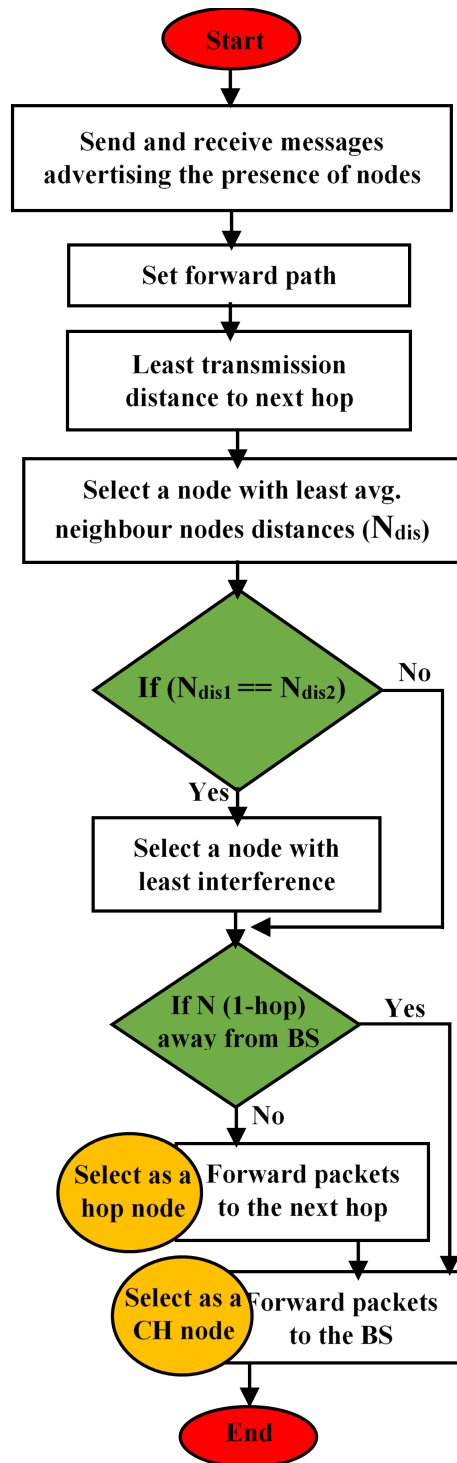 Start
Send and receive messages
advertising the presence of nodes
Set forward path
Least transmission
distance to next hop
Select a node with least avg.
neighbour nodes distances (Ndis)
If (Ndis1 == Ndis2)
No
Yes
Select a node with
least interference
If N (1-hop)
away from BS
Yes
No
Select as a
hop node
Forward packets
to the next hop
Select as a
CH node
Forward packets
to the BS
End